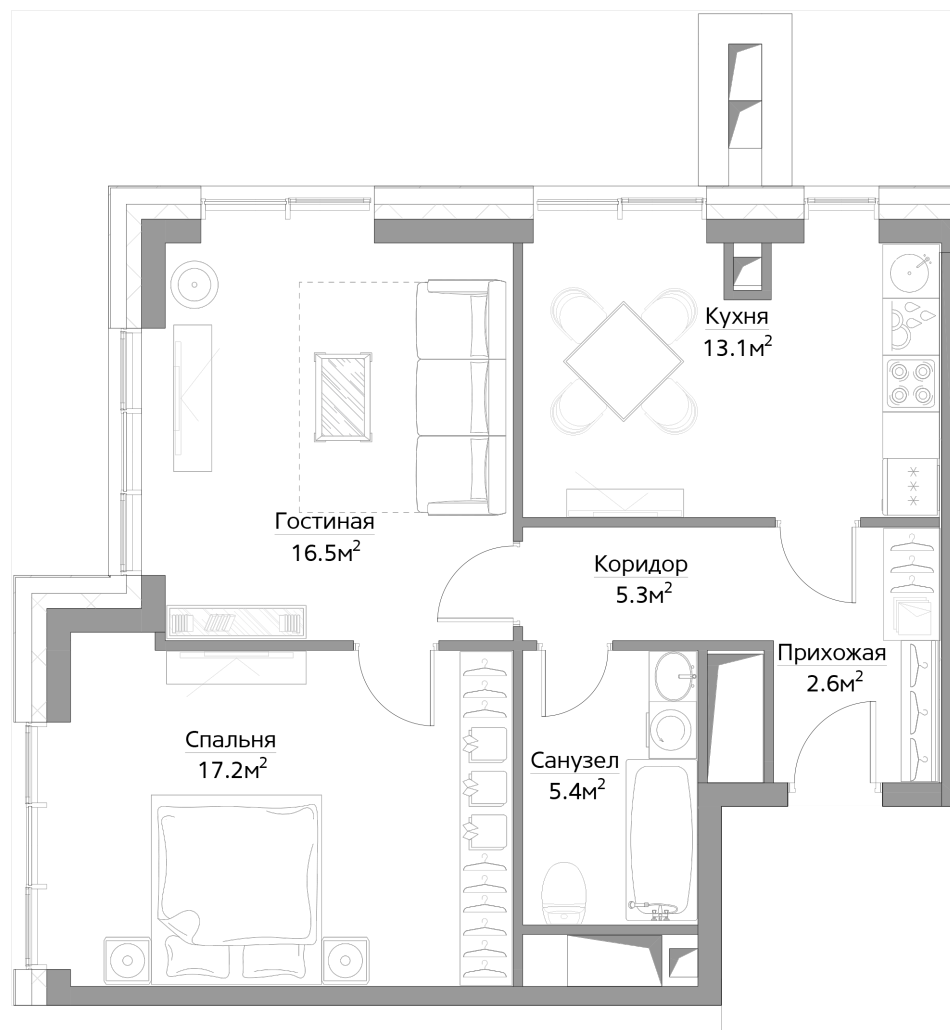 Кухня
13.1м²
Гостиная
16.5м²
Коридор
5.3м²
Прихожая
2.6м²
Спальня
17.2м²
Санузел
5.4м²